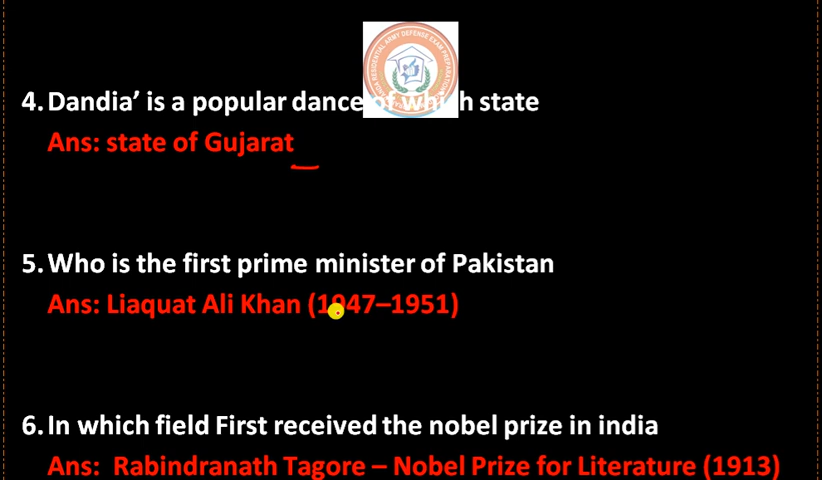 4. Dandia’ is a popular dance of which state
Ans: state of Gujarat
5. Who is the first prime minister of Pakistan
Ans: Liaquat Ali Khan (1947–1951)
6. In which field First received the nobel prize in india
Ans: Rabindranath Tagore – Nobel Prize for Literature (1913)